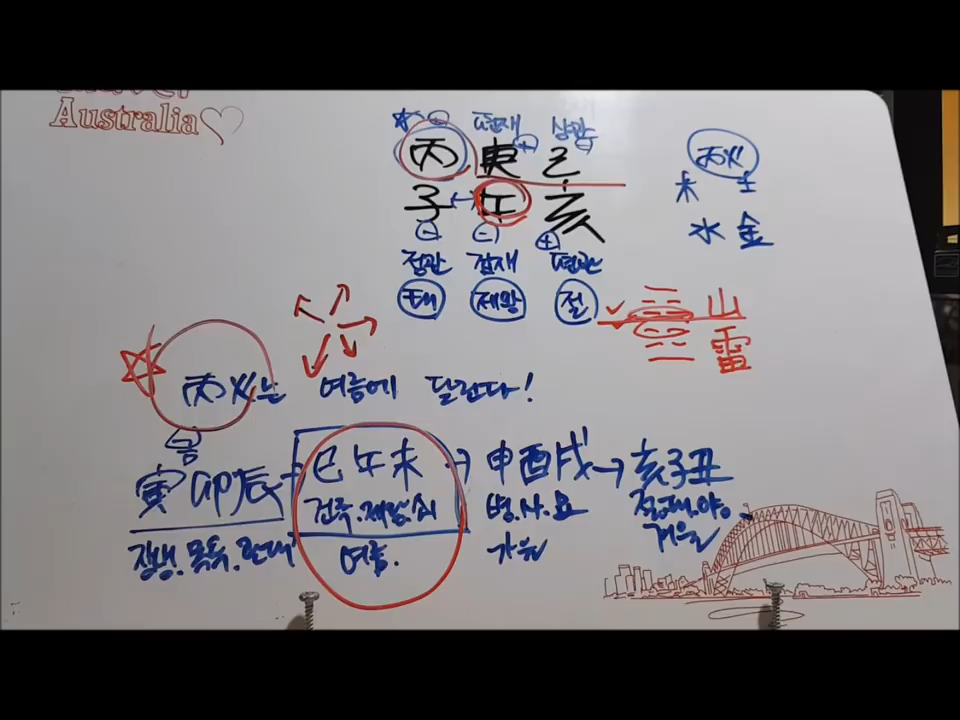 Australia
편재 상관
丙 庚 乙
子 午 亥
정관 겁재 편관
태 제왕 절
丙火
木 土
水 金
山
雷
丙火는 여름에 달린다!
봄
寅卯辰 → 巳午未 → 申酉戌 → 亥子丑
장생.목욕.관대 건록.제왕.쇠 병.사.묘 절.태.양.
여름. 가을 겨울